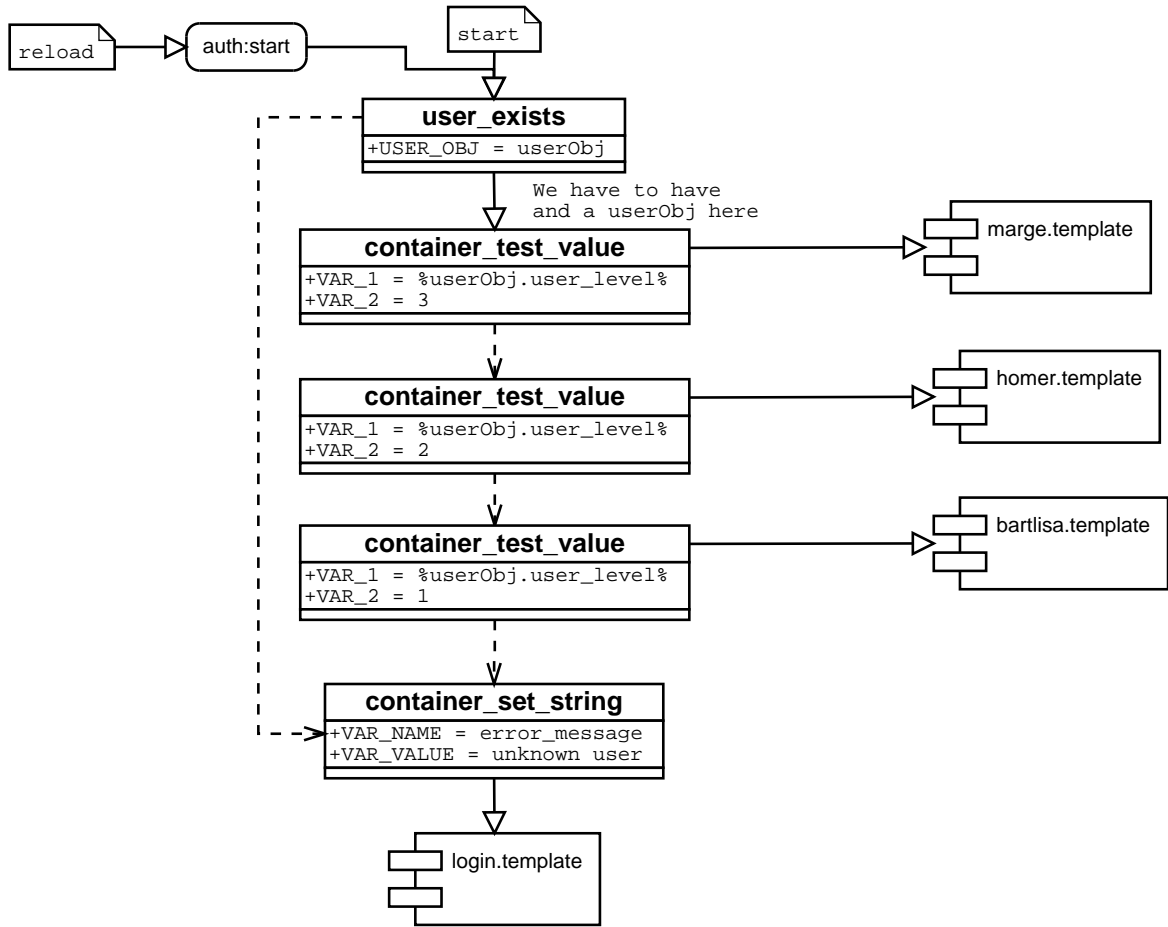 start
reload
auth:start
user_exists
+USER_OBJ = userObj
We have to have
and a userObj here
container_test_value
+VAR_1 = %userObj.user_level%
+VAR_2 = 3
marge.template
container_test_value
+VAR_1 = %userObj.user_level%
+VAR_2 = 2
homer.template
container_test_value
+VAR_1 = %userObj.user_level%
+VAR_2 = 1
bartlisa.template
container_set_string
+VAR_NAME = error_message
+VAR_VALUE = unknown user
login.template